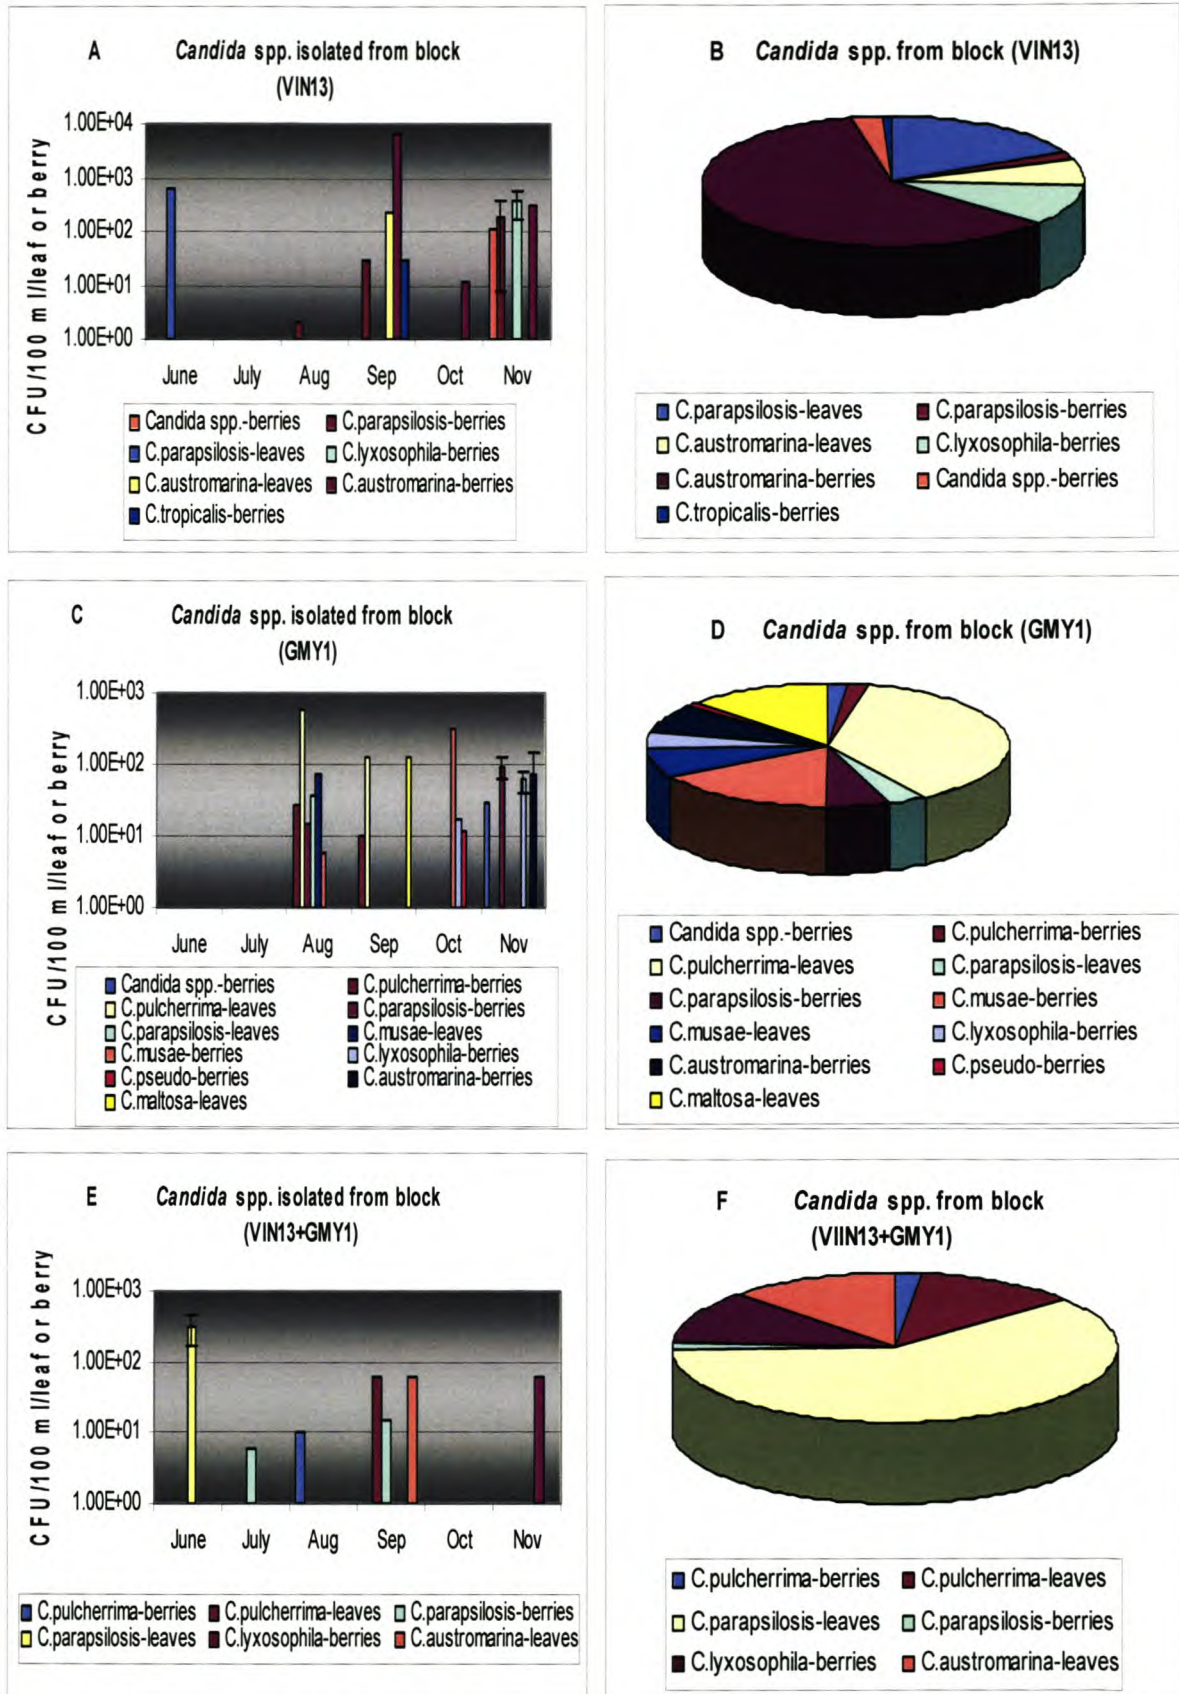 A Candida spp. isolated from block
(VIN13)
CFU/100 ml/leaf or berry
1.00E+04
1.00E+03
1.00E+02
1.00E+01
1.00E+00
June July Aug Sep Oct Nov
Candida spp.-berries C.parapsilosis-berries
C.parapsilosis-leaves C.lyxosophila-berries
C.austromarina-leaves C.austromarina-berries
C.tropicalis-berries
B Candida spp. from block (VIN13)
C.parapsilosis-leaves C.parapsilosis-berries
C.austromarina-leaves C.lyxosophila-berries
C.austromarina-berries Candida spp.-berries
C.tropicalis-berries
C Candida spp. isolated from block
(GMY1)
CFU/100 ml/leaf or berry
1.00E+03
1.00E+02
1.00E+01
1.00E+00
June July Aug Sep Oct Nov
Candida spp.-berries C.pulcherrima-berries
C.pulcherrima-leaves C.parapsilosis-berries
C.parapsilosis-leaves C.musae-leaves
C.musae-berries C.lyxosophila-berries
C.pseudo-berries C.austromarina-berries
C.maltosa-leaves
D Candida spp. from block (GMY1)
Candida spp.-berries C.pulcherrima-berries
C.pulcherrima-leaves C.parapsilosis-leaves
C.parapsilosis-berries C.musae-berries
C.musae-leaves C.lyxosophila-berries
C.austromarina-berries C.pseudo-berries
C.maltosa-leaves
E Candida spp. isolated from block
(VIN13+GMY1)
CFU/100 ml/leaf or berry
1.00E+03
1.00E+02
1.00E+01
1.00E+00
June July Aug Sep Oct Nov
C.pulcherrima-berries C.pulcherrima-leaves C.parapsilosis-berries
C.parapsilosis-leaves C.lyxosophila-berries C.austromarina-leaves
F Candida spp. from block
(VIIN13+GMY1)
C.pulcherrima-berries C.pulcherrima-leaves
C.parapsilosis-leaves C.parapsilosis-berries
C.lyxosophila-berries C.austromarina-leaves